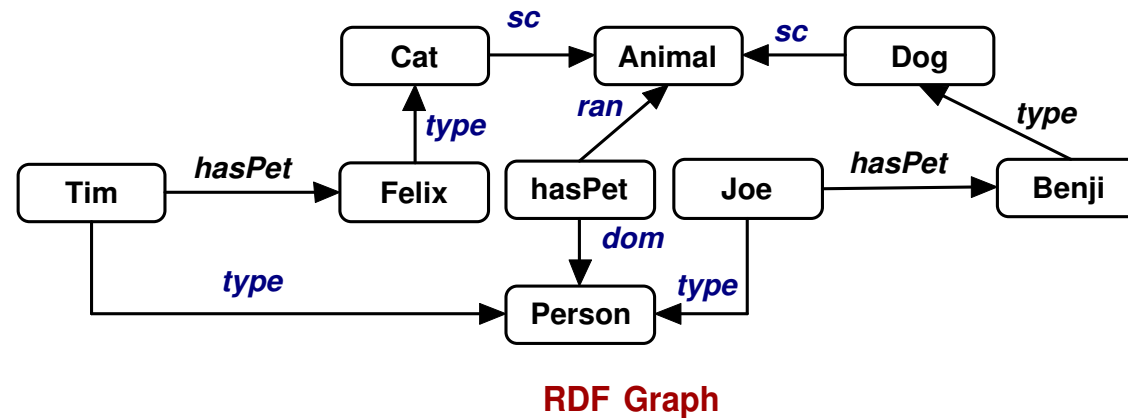 sc
sc
Cat
Animal
Dog
ran
type
type
hasPet
hasPet
Tim
Felix
hasPet
Joe
Benji
dom
type
type
Person
RDF Graph